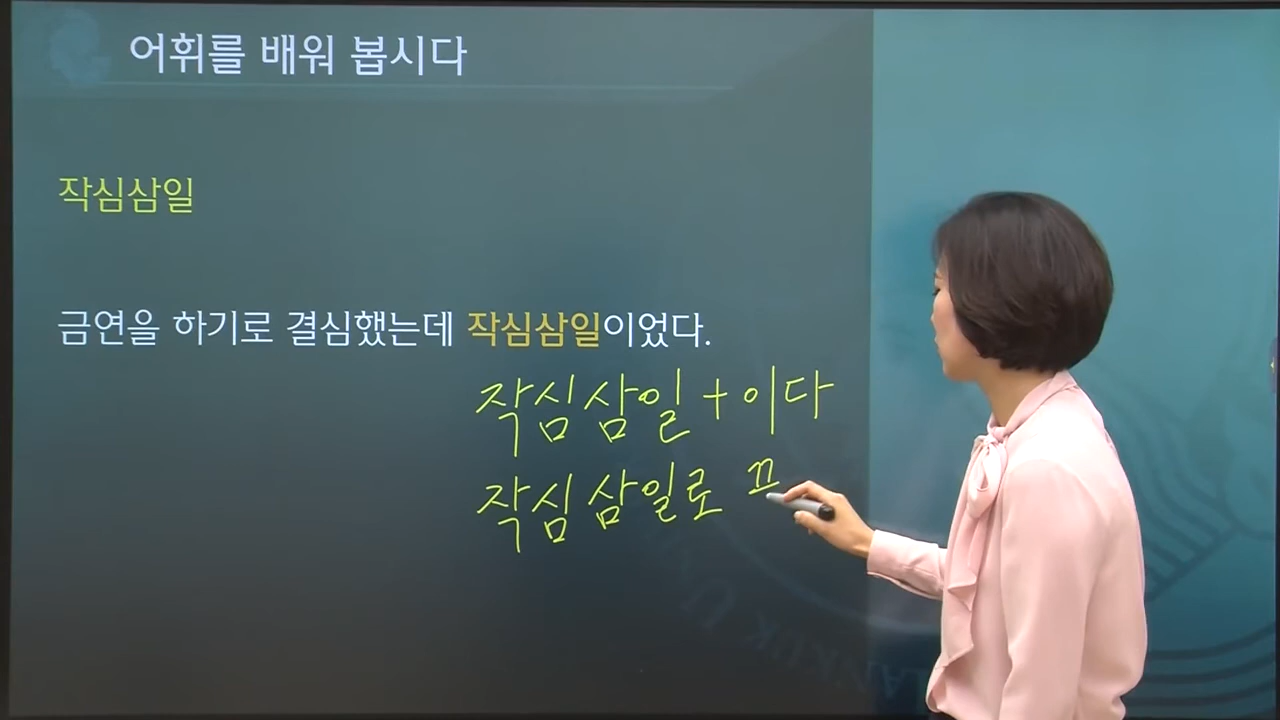 어휘를 배워 봅시다
작심삼일
금연을 하기로 결심했는데 작심삼일이었다.
작심삼일 + 이다
작심삼일로 끄